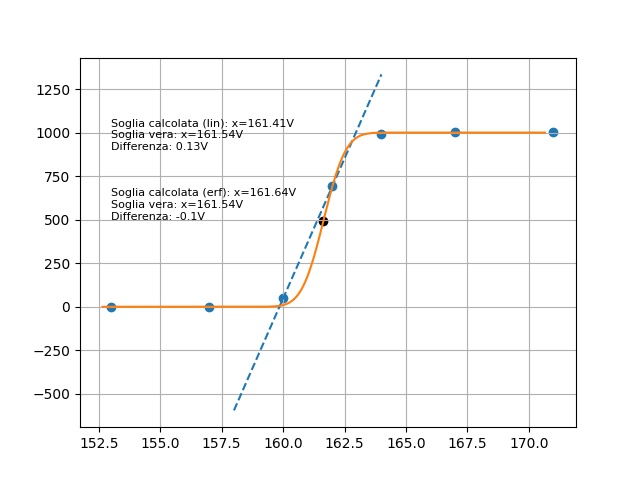 1250
Soglia calcolata (lin): x=161.41V
Soglia vera: x=161.54V
Differenza: 0.13V
1000
750
Soglia calcolata (erf): x=161.64V
Soglia vera: x=161.54V
Differenza: -0.1V
500
250
0
−250
−500
152.5 155.0 157.5 160.0 162.5 165.0 167.5 170.0